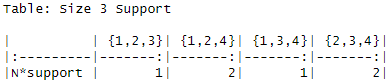 Table: Size 3 Support
| | {1,2,3}| {1,2,4}| {1,3,4}| {2,3,4}|
|:----------|-------:|-------:|-------:|-------:|
|N*support | 1| 2| 1| 2|